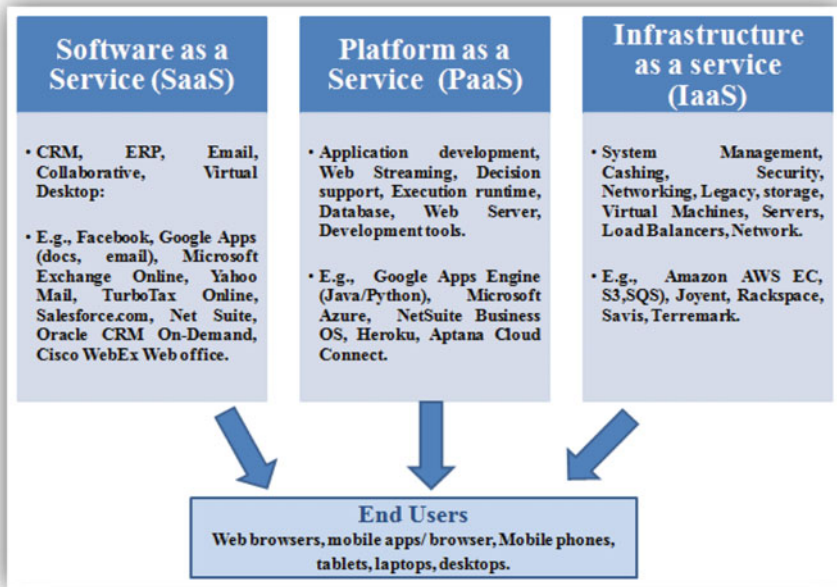 Software as a
Service (SaaS)
• CRM, ERP, Email,
Collaborative, Virtual
Desktop:
• E.g., Facebook, Google Apps
(docs, email), Microsoft
Exchange Online, Yahoo
Mail, TurboTax Online,
Salesforce.com, Net Suite,
Oracle CRM On-Demand,
Cisco WebEx Web office.
Platform as a
Service (PaaS)
• Application development,
Web Streaming, Decision
support, Execution runtime,
Database, Web Server,
Development tools.
• E.g., Google Apps Engine
(Java/Python), Microsoft
Azure, NetSuite Business
OS, Heroku, Aptana Cloud
Connect.
Infrastructure
as a service
(IaaS)
• System Management,
Cashing, Security,
Networking, Legacy, storage,
Virtual Machines, Servers,
Load Balancers, Network.
• E.g., Amazon AWS EC,
S3,SQS), Joyent, Rackspace,
Savis, Terremark.
End Users
Web browsers, mobile apps/ browser, Mobile phones,
tablets, laptops, desktops.